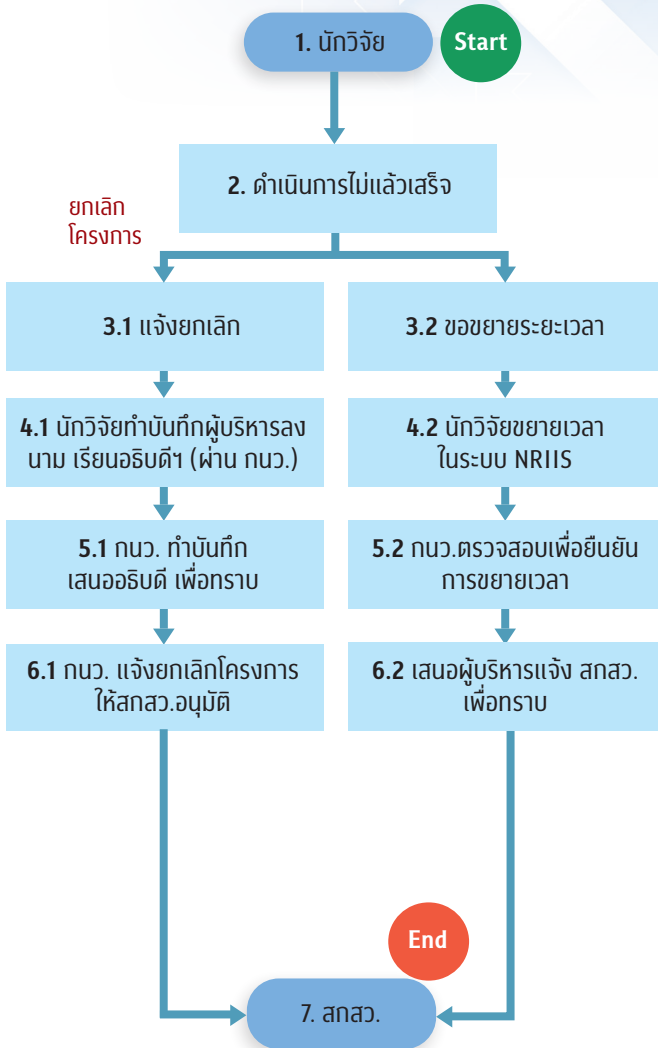 1. นักวิจัย
Start
2. ดำเนินการไม่แล้วเสร็จ
ยกเลิก
โครงการ
3.1 แจ้งยกเลิก
3.2 ขอขยายระยะเวลา
4.1 นักวิจัยทำบันทึกผู้บริหารลง
นาม เรียนอธิบดีฯ (ผ่าน กนว.)
4.2 นักวิจัยขยายเวลา
ในระบบ NRIIS
5.1 กนว. ทำบันทึก
เสนออธิบดี เพื่อทราบ
5.2 กนว.ตรวจสอบเพื่อยืนยัน
การขยายเวลา
6.1 กนว. แจ้งยกเลิกโครงการ
ให้สกสว.อนุมัติ
6.2 เสนอผู้บริหารแจ้ง สกสว.
เพื่อทราบ
End
7. สกสว.